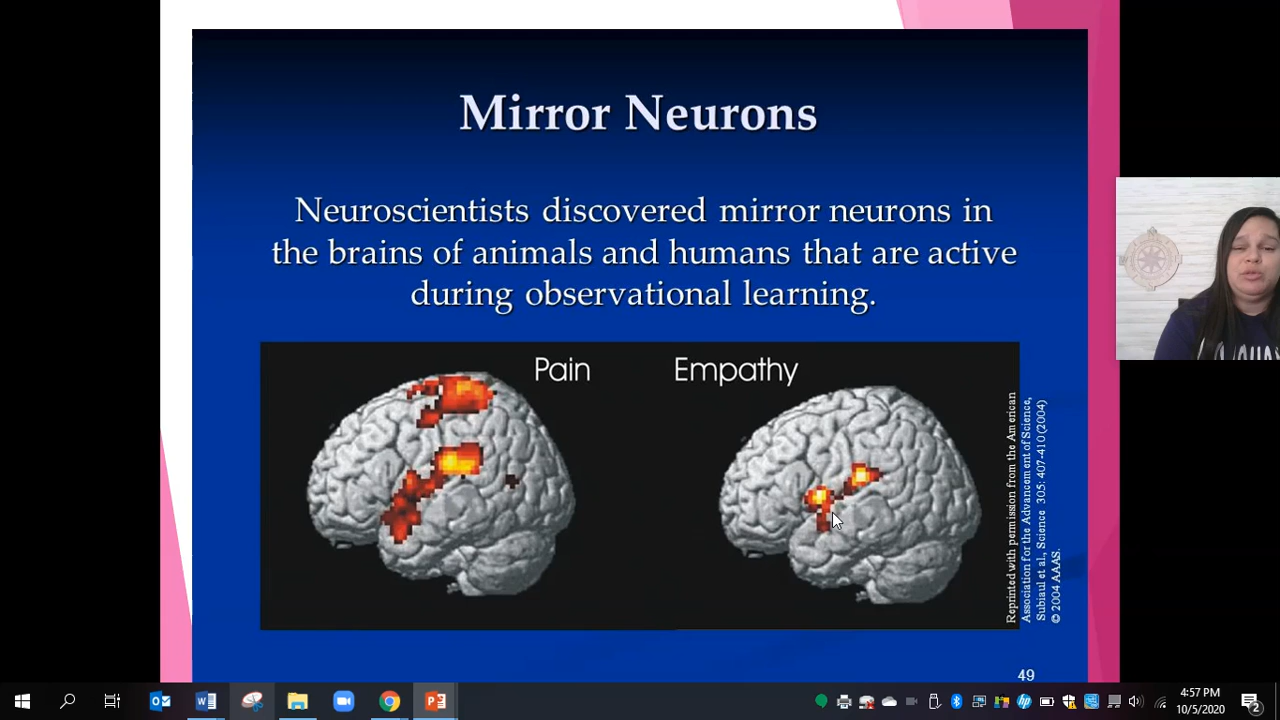 Mirror Neurons
Neuroscientists discovered mirror neurons in
the brains of animals and humans that are active
during observational learning.
Pain
Empathy
Reprinted with permission from the American
Association for the Advancement of Science,
Subiaul et al., Science 305: 407-410 (2004)
© 2004 AAAS.
49
4:57 PM
10/5/2020
2